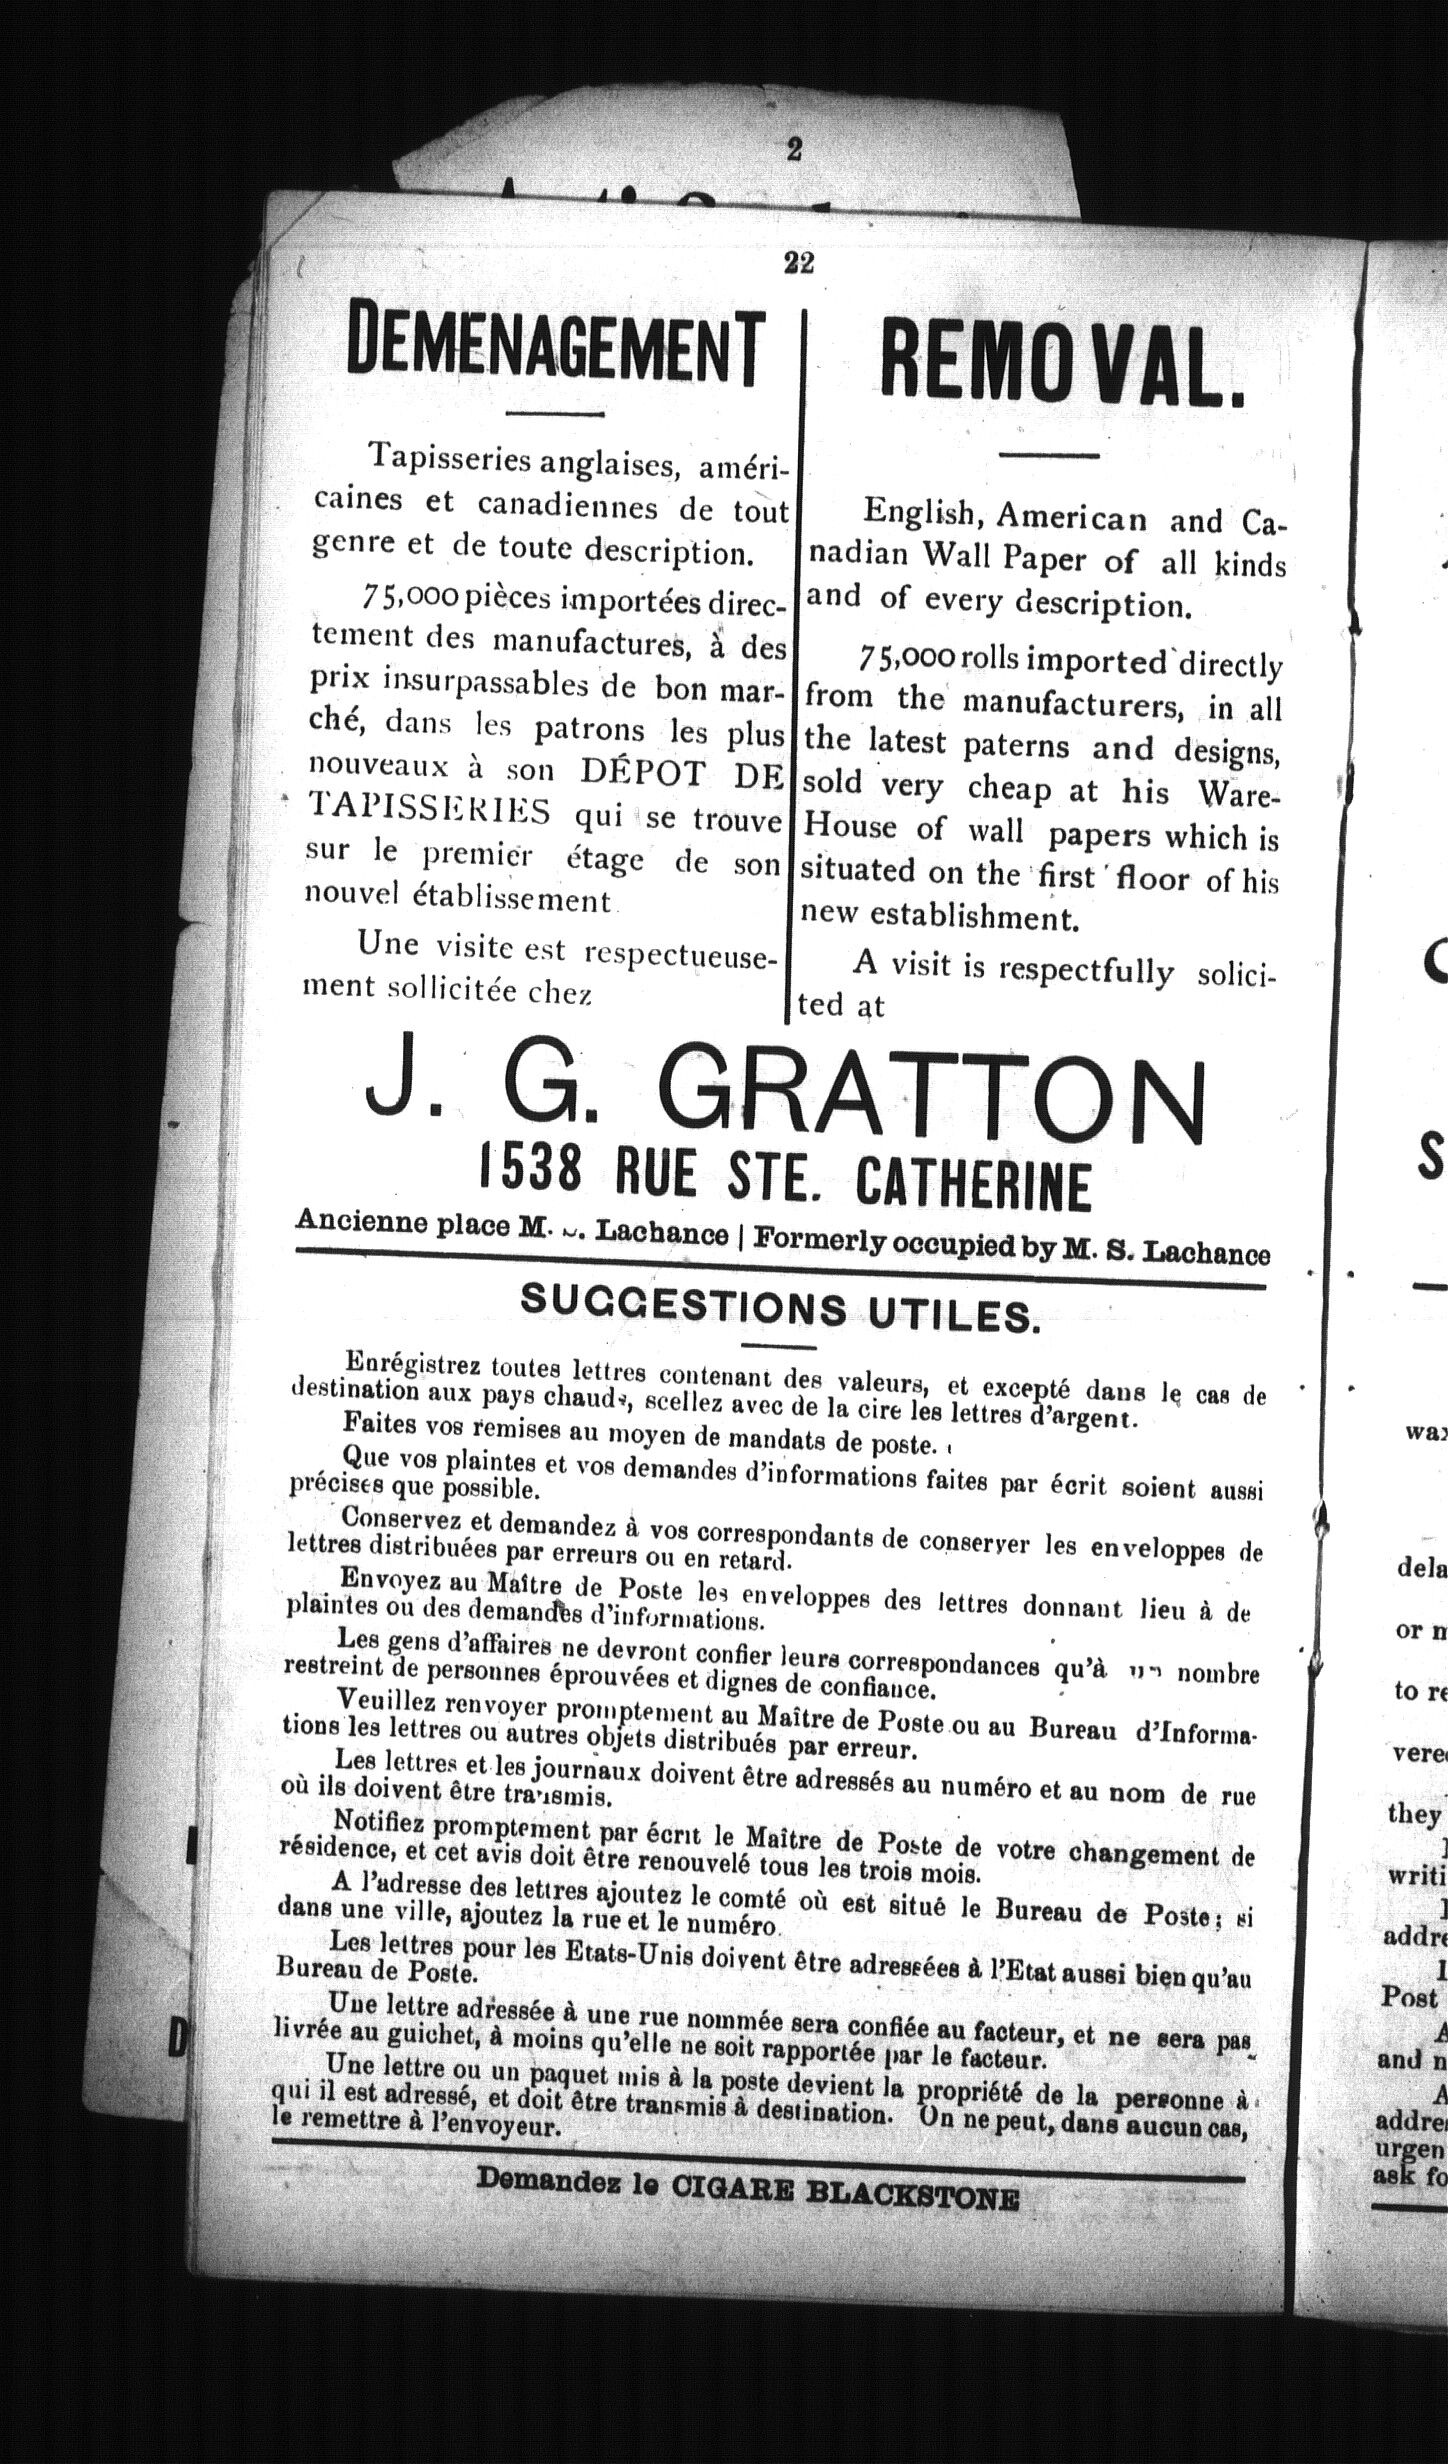 2
22
DEMENAGEMENT
Tapisseries anglaises, améri-
caines et canadiennes de tout
genre et de toute description.
75,000 pièces importées direc-
tement des manufactures, à des
prix insurpassables de bon mar-
ché, dans les patrons les plus
nouveaux à son DÉPOT DE
TAPISSERIES qui se trouve
sur le premier étage de son
nouvel établissement
Une visite est respectueuse-
ment sollicitée chez
REMOVAL.
English, American and Ca-
nadian Wall Paper of all kinds
and of every description.
75,000 rolls imported directly
from the manufacturers, in all
the latest paterns and designs,
sold very cheap at his Ware-
House of wall papers which is
situated on the first floor of his
new establishment.
A visit is respectfully solici-
ted at
J. G. GRATTON
1538 RUE STE. CATHERINE
Ancienne place M. Lachance | Formerly occupied by M. S. Lachance
SUGGESTIONS UTILES.
Enrégistrez toutes lettres contenant des valeurs, et excepté dans le cas de
destination aux pays chauds, scellez avec de la cire les lettres d'argent.
Faites vos remises au moyen de mandats de poste.
Que vos plaintes et vos demandes d'informations faites par écrit soient aussi
précises que possible.
Conservez et demandez à vos correspondants de conserver les enveloppes de
lettres distribuées par erreurs ou en retard.
Envoyez au Maître de Poste les enveloppes des lettres donnant lieu à de
plaintes ou des demandes d'informations.
Les gens d'affaires ne devront confier leurs correspondances qu'à un nombre
restreint de personnes éprouvées et dignes de confiance.
Veuillez renvoyer promptement au Maître de Poste ou au Bureau d'Informa-
tions les lettres ou autres objets distribués par erreur.
Les lettres et les journaux doivent être adressés au numéro et au nom de rue
où ils doivent être transmis.
Notifiez promptement par écrit le Maître de Poste de votre changement de
résidence, et cet avis doit être renouvelé tous les trois mois.
A l'adresse des lettres ajoutez le comté où est situé le Bureau de Poste; si
dans une ville, ajoutez la rue et le numéro.
Les lettres pour les Etats-Unis doivent être adressées à l'Etat aussi bien qu'au
Bureau de Poste.
Une lettre adressée à une rue nommée sera confiée au facteur, et ne sera pas
livrée au guichet, à moins qu'elle ne soit rapportée par le facteur.
Une lettre ou un paquet mis à la poste devient la propriété de la personne à
qui il est adressé, et doit être transmis à destination. On ne peut, dans aucun cas,
le remettre à l'envoyeur.
Demandez le CIGARE BLACKSTONE